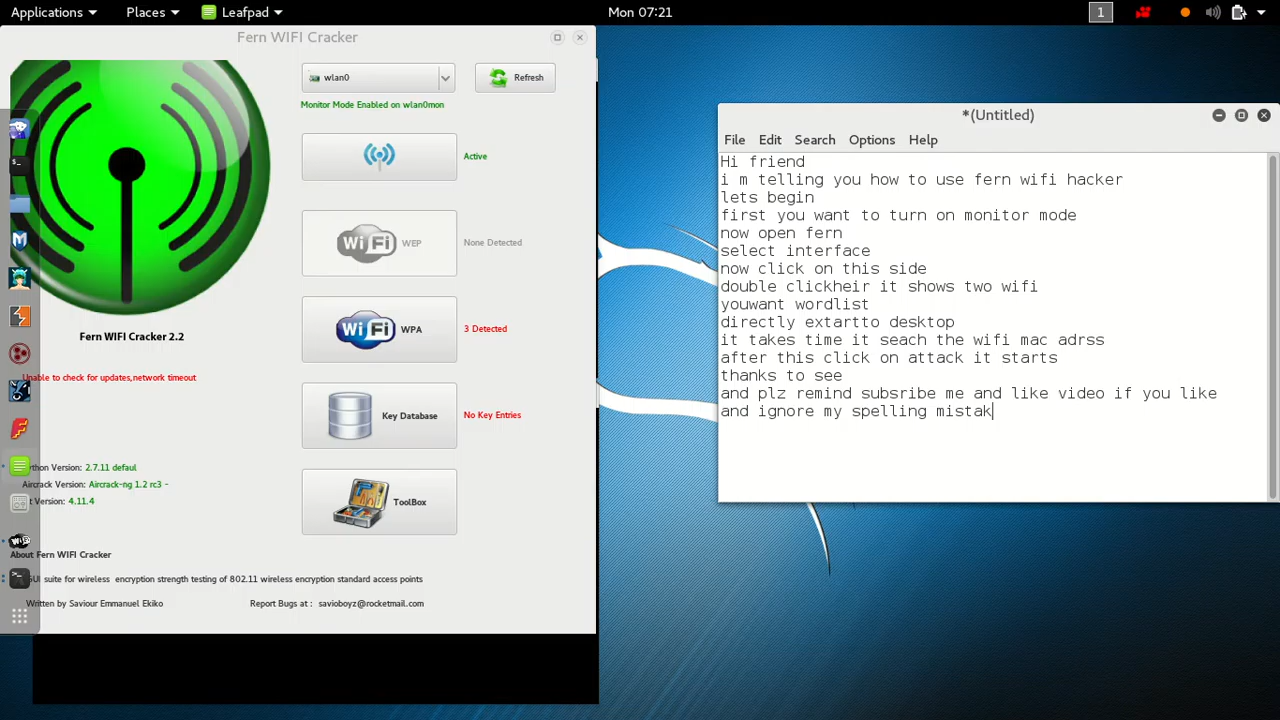 Applications
Places
Leafpad
Mon 07:21
1
Fern WIFI Cracker
wlan0
Refresh
Monitor Mode Enabled on wlan0mon
Active
WiFi WEP
None Detected
WiFi WPA
3 Detected
Fern WIFI Cracker 2.2
Unable to check for updates,network timeout
Key Database
No Key Entries
ython Version: 2.7.11 defaul
Aircrack Version: Aircrack-ng 1.2 rc3 -
t Version: 4.11.4
ToolBox
About Fern WIFI Cracker
UI suite for wireless encryption strength testing of 802.11 wireless encryption standard access points
Written by Saviour Emmanuel Ekiko
Report Bugs at : savioboyz@rocketmail.com
*(Untitled)
File Edit Search Options Help
Hi friend
i m telling you how to use fern wifi hacker
lets begin
first you want to turn on monitor mode
now open fern
select interface
now click on this side
double clickheir it shows two wifi
youwant wordlist
directly extartto desktop
it takes time it seach the wifi mac adrss
after this click on attack it starts
thanks to see
and plz remind subsribe me and like video if you like
and ignore my spelling mistak